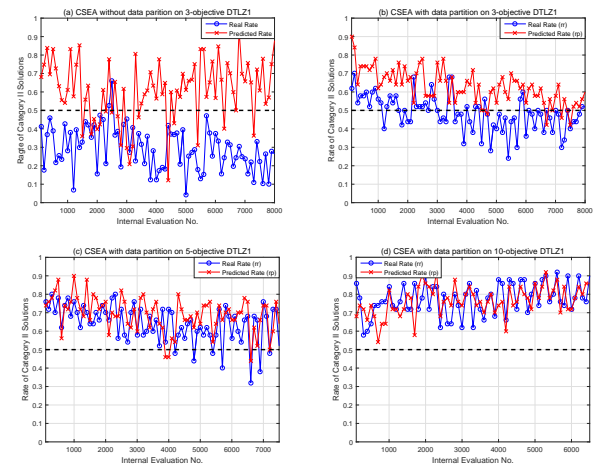 (a) CSEA without data parition on 3-objective DTLZ1
Real Rate
Predicted Rate
Ragre of Category II Solutions
0.9
0.8
0.7
0.6
0.5
0.4
0.3
0.2
0.1
0
1000 2000 3000 4000 5000 6000 7000 8000
Internal Evaluation No.
(b) CSEA with data partition on 3-objective DTLZ1
Real Rate (rr)
Predicted Rate (rp)
Rate of Category II Solutions
1
0.9
0.8
0.7
0.6
0.5
0.4
0.3
0.2
0.1
0
1000 2000 3000 4000 5000 6000 7000 8000
Internal Evaluation No.
(c) CSEA with data partition on 5-objective DTLZ1
Real Rate (rr)
Predicted Rate (rp)
Rate of Category II Solutions
1
0.9
0.8
0.7
0.6
0.5
0.4
0.3
0.2
0.1
0
1000 2000 3000 4000 5000 6000 7000
Internal Evaluation No.
(d) CSEA with data partition on 10-objective DTLZ1
Real Rate (rr)
Predicted Rate (rp)
Rate of Category II Solutions
1
0.9
0.8
0.7
0.6
0.5
0.4
0.3
0.2
0.1
0
1000 2000 3000 4000 5000 6000
Internal Evaluation No.